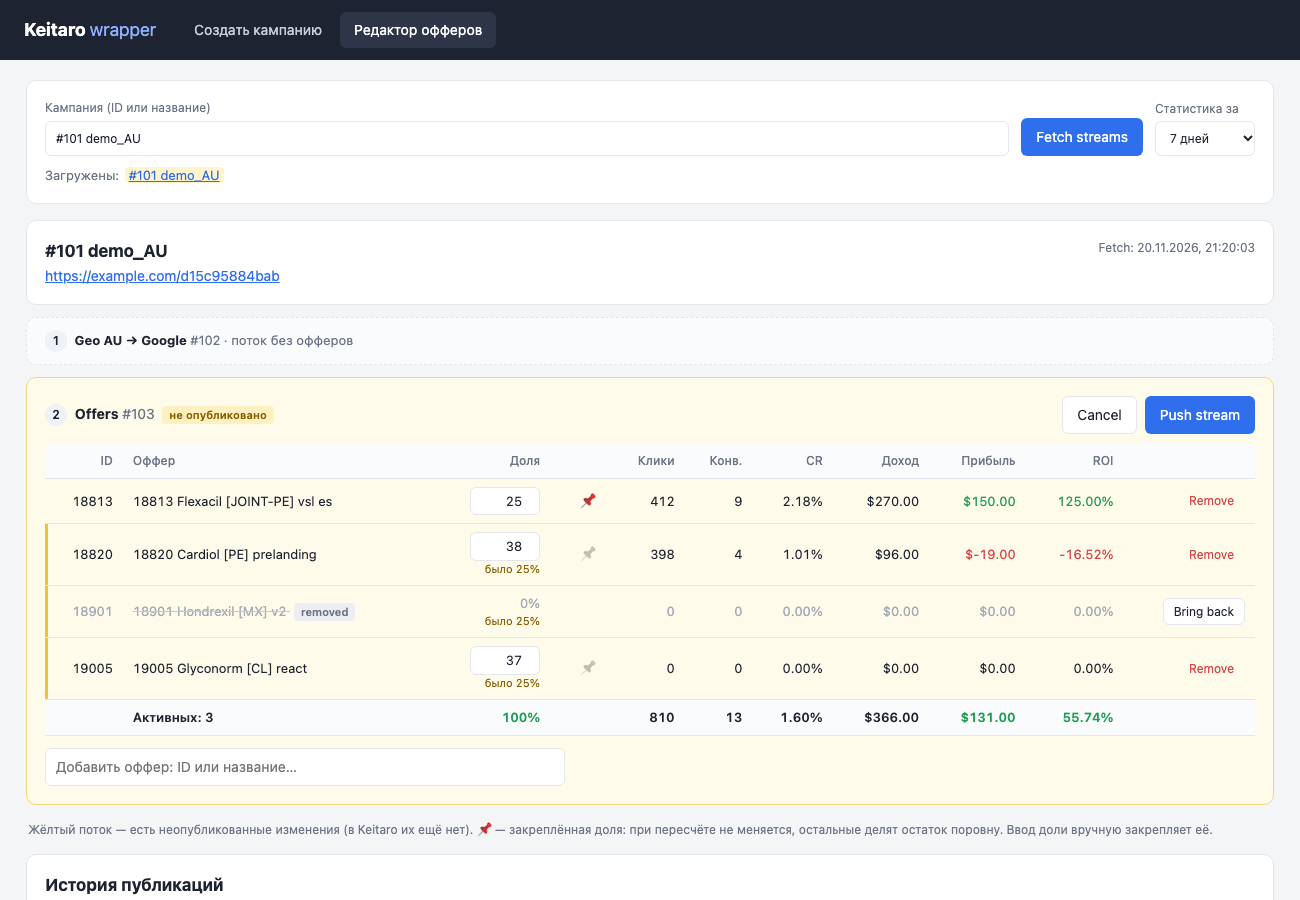 Keitaro wrapper Создать кампанию Редактор офферов
Кампания (ID или название) Статистика за
#101 demo_AU Fetch streams 7 дней
Загружены: #101 demo_AU
#101 demo_AU Fetch: 20.11.2026, 21:20:03
https://example.com/d15c95884bab
1 Geo AU → Google #102 · поток без офферов
2 Offers #103 не опубликовано Cancel Push stream
ID Оффер Доля Клики Конв. CR Доход Прибыль ROI
18813 18813 Flexacil [JOINT-PE] vsl es 25 📌 412 9 2.18% $270.00 $150.00 125.00% Remove
18820 18820 Cardiol [PE] prelanding 38 📌 398 4 1.01% $96.00 $-19.00 -16.52% Remove
было 25%
18901 18901 Hondrexil [MX] v2 removed 0% 0 0 0.00% $0.00 $0.00 0.00% Bring back
было 25%
19005 19005 Glyconorm [CL] react 37 📌 0 0 0.00% $0.00 $0.00 0.00% Remove
было 25%
Активных: 3 100% 810 13 1.60% $366.00 $131.00 55.74%
Добавить оффер: ID или название...
Жёлтый поток — есть неопубликованные изменения (в Keitaro их ещё нет). 📌 — закреплённая доля: при пересчёте не меняется, остальные делят остаток поровну. Ввод доли вручную закрепляет её.
История публикаций